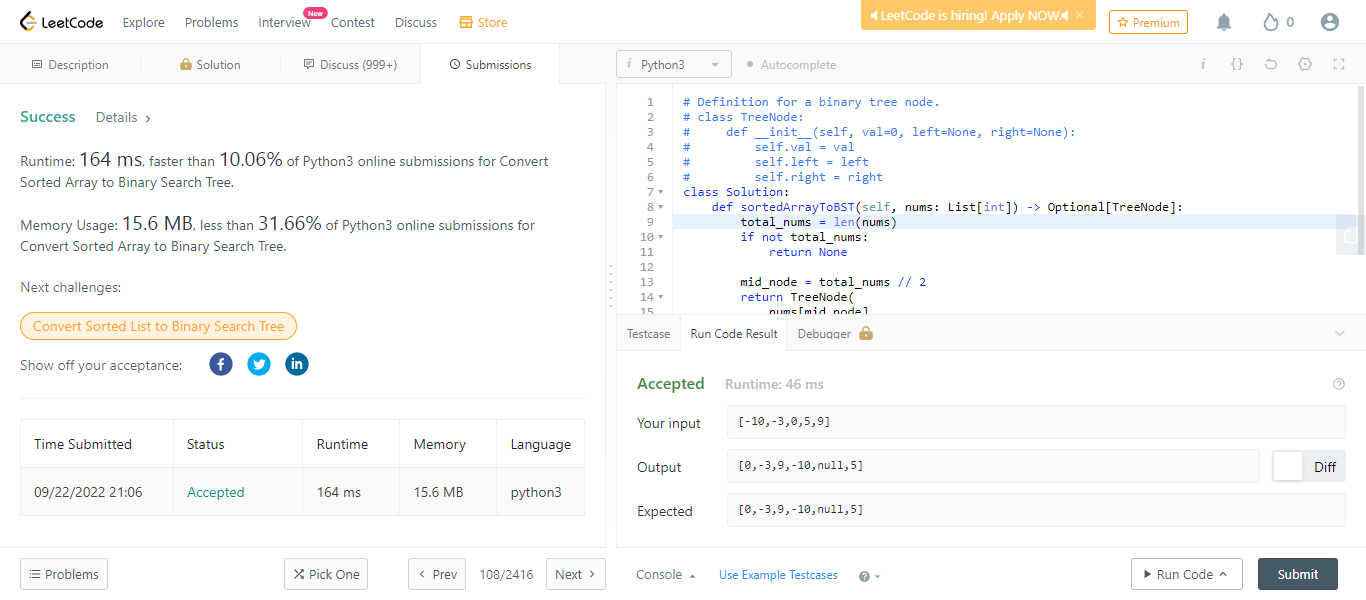 LeetCode
Explore
Problems
Interview
New
Contest
Discuss
Store
LeetCode is hiring! Apply NOW.
Premium
0
Description
Solution
Discuss (999+)
Submissions
i Python3
Autocomplete
Success
Details
Runtime: 164 ms, faster than 10.06% of Python3 online submissions for Convert
Sorted Array to Binary Search Tree.
Memory Usage: 15.6 MB, less than 31.66% of Python3 online submissions for
Convert Sorted Array to Binary Search Tree.
Next challenges:
Convert Sorted List to Binary Search Tree
Show off your acceptance:
Time Submitted Status Runtime Memory Language
09/22/2022 21:06 Accepted 164 ms 15.6 MB python3
1 # Definition for a binary tree node.
2 # class TreeNode:
3 #     def __init__(self, val=0, left=None, right=None):
4 #         self.val = val
5 #         self.left = left
6 #         self.right = right
7 class Solution:
8     def sortedArrayToBST(self, nums: List[int]) -> Optional[TreeNode]:
9         total_nums = len(nums)
10         if not total_nums:
11             return None
12
13         mid_node = total_nums // 2
14         return TreeNode(
15             nums[mid_node]
Testcase
Run Code Result
Debugger
Accepted
Runtime: 46 ms
Your input
[-10,-3,0,5,9]
Output
[0,-3,9,-10,null,5]
Diff
Expected
[0,-3,9,-10,null,5]
Problems
Pick One
Prev
108/2416
Next
Console
Use Example Testcases
Run Code
Submit